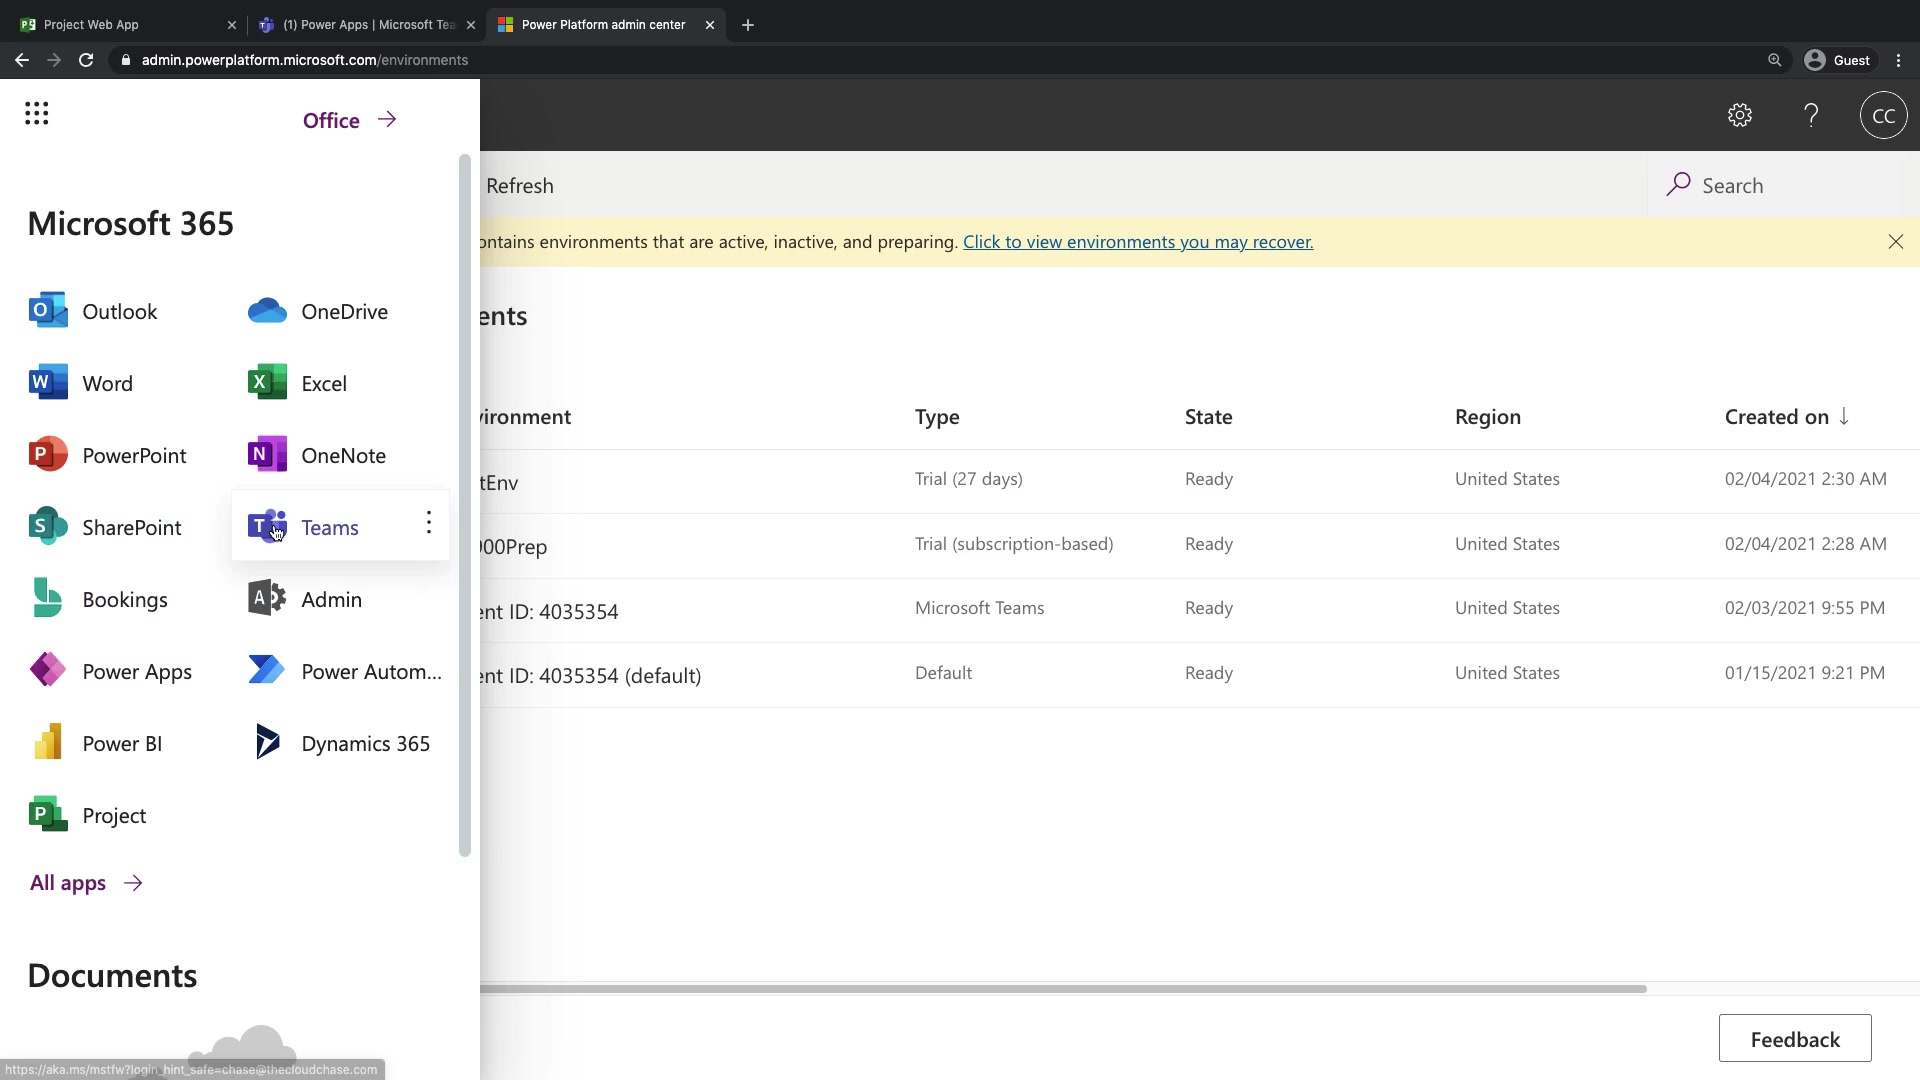 Project Web App
(1) Power Apps | Microsoft Tea
Power Platform admin center
admin.powerplatform.microsoft.com/environments
Guest
Office
CC
Refresh
Search
Microsoft 365
ontains environments that are active, inactive, and preparing. Click to view environments you may recover.
ents
Outlook
OneDrive
Word
Excel
PowerPoint
OneNote
SharePoint
Teams
Bookings
Admin
Power Apps
Power Autom...
Power BI
Dynamics 365
Project
All apps
Documents
vironment Type State Region Created on
tEnv Trial (27 days) Ready United States 02/04/2021 2:30 AM
00Prep Trial (subscription-based) Ready United States 02/04/2021 2:28 AM
ent ID: 4035354 Microsoft Teams Ready United States 02/03/2021 9:55 PM
ent ID: 4035354 (default) Default Ready United States 01/15/2021 9:21 PM
Feedback
https://aka.ms/mstfw?login_hint_safe=chase@thecloudchase.com